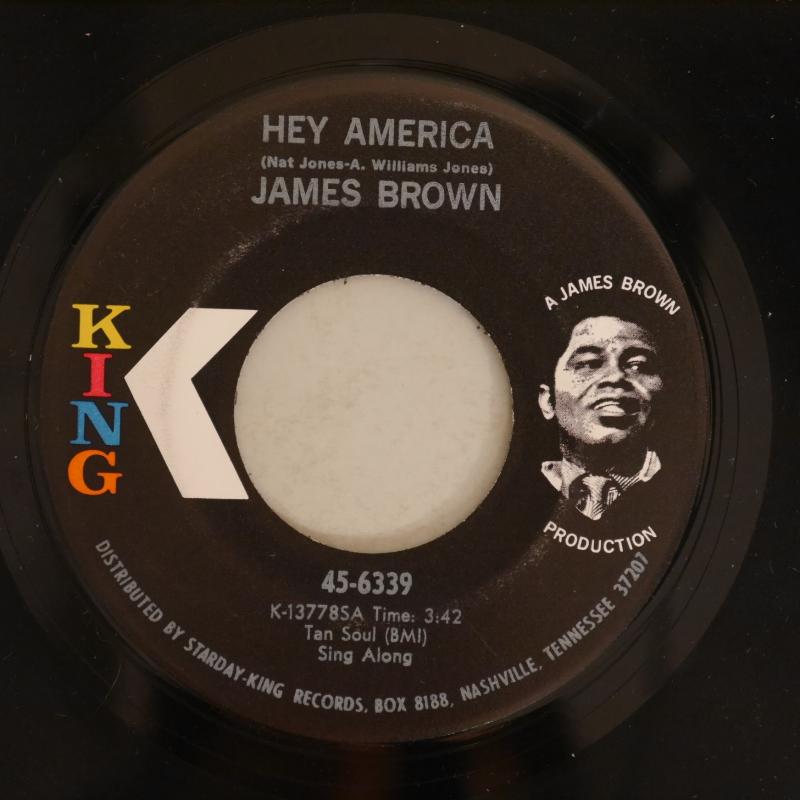 HEY AMERICA
(Nat Jones-A. Williams Jones)
JAMES BROWN
KING
A JAMES BROWN
PRODUCTION
45-6339
K-13778SA Time: 3:42
Tan Soul (BMI)
Sing Along
DISTRIBUTED BY STARDAY-KING RECORDS, BOX 8188, NASHVILLE, TENNESSEE 37207